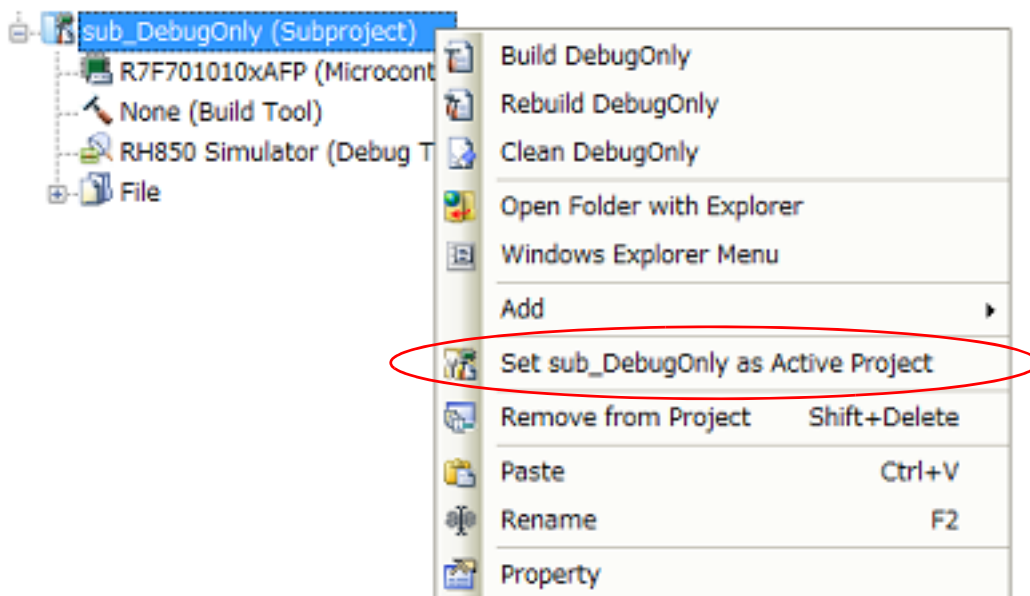 sub_DebugOnly (Subproject)
R7F701010xAFP (Microcont
None (Build Tool)
RH850 Simulator (Debug T
File
Build DebugOnly
Rebuild DebugOnly
Clean DebugOnly
Open Folder with Explorer
Windows Explorer Menu
Add
Set sub_DebugOnly as Active Project
Remove from Project Shift+Delete
Paste Ctrl+V
Rename F2
Property